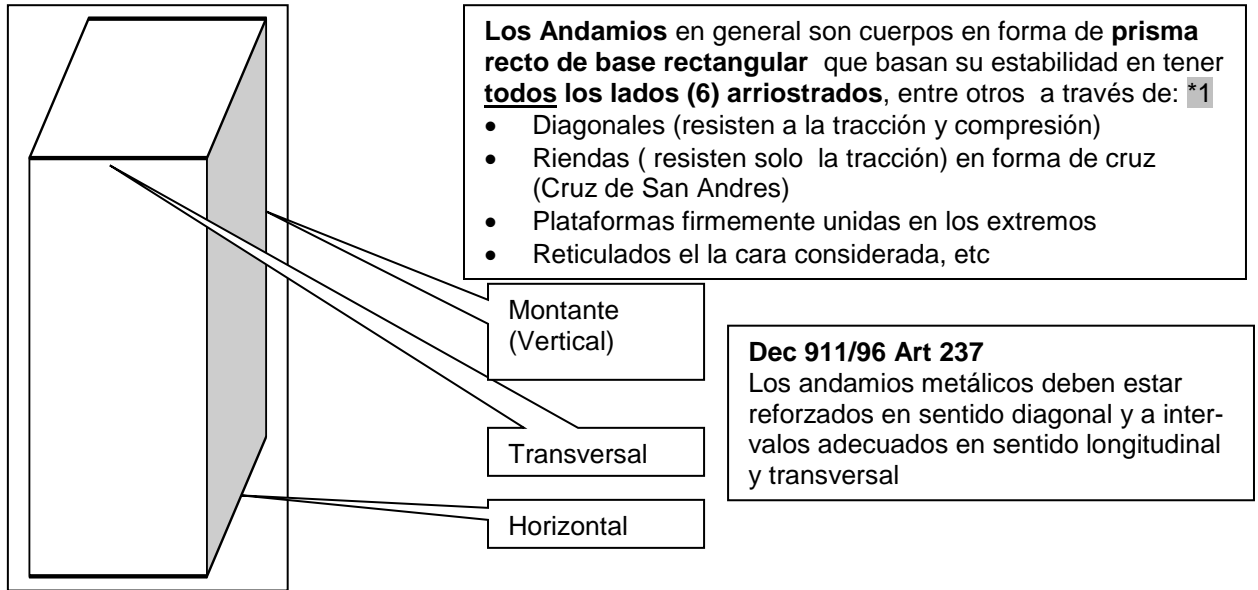 Los Andamios en general son cuerpos en forma de prisma
recto de base rectangular que basan su estabilidad en tener
todos los lados (6) arriostrados, entre otros a través de: *1
• Diagonales (resisten a la tracción y compresión)
• Riendas ( resisten solo la tracción) en forma de cruz
(Cruz de San Andres)
• Plataformas firmemente unidas en los extremos
• Reticulados el la cara considerada, etc
Montante
(Vertical)
Dec 911/96 Art 237
Los andamios metálicos deben estar
reforzados en sentido diagonal y a inter-
valos adecuados en sentido longitudinal
y transversal
Transversal
Horizontal